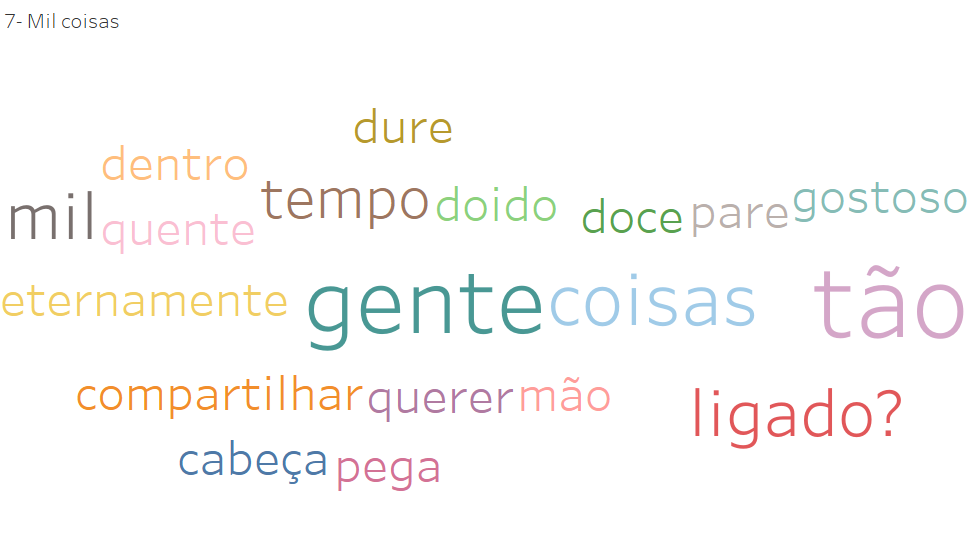 7- Mil coisas
dure
dentro
mil
quente
tempo
doido
doce
pare
gostoso
eternamente
gente
coisas
tão
compartilhar
querer
mão
ligado?
cabeça
pega